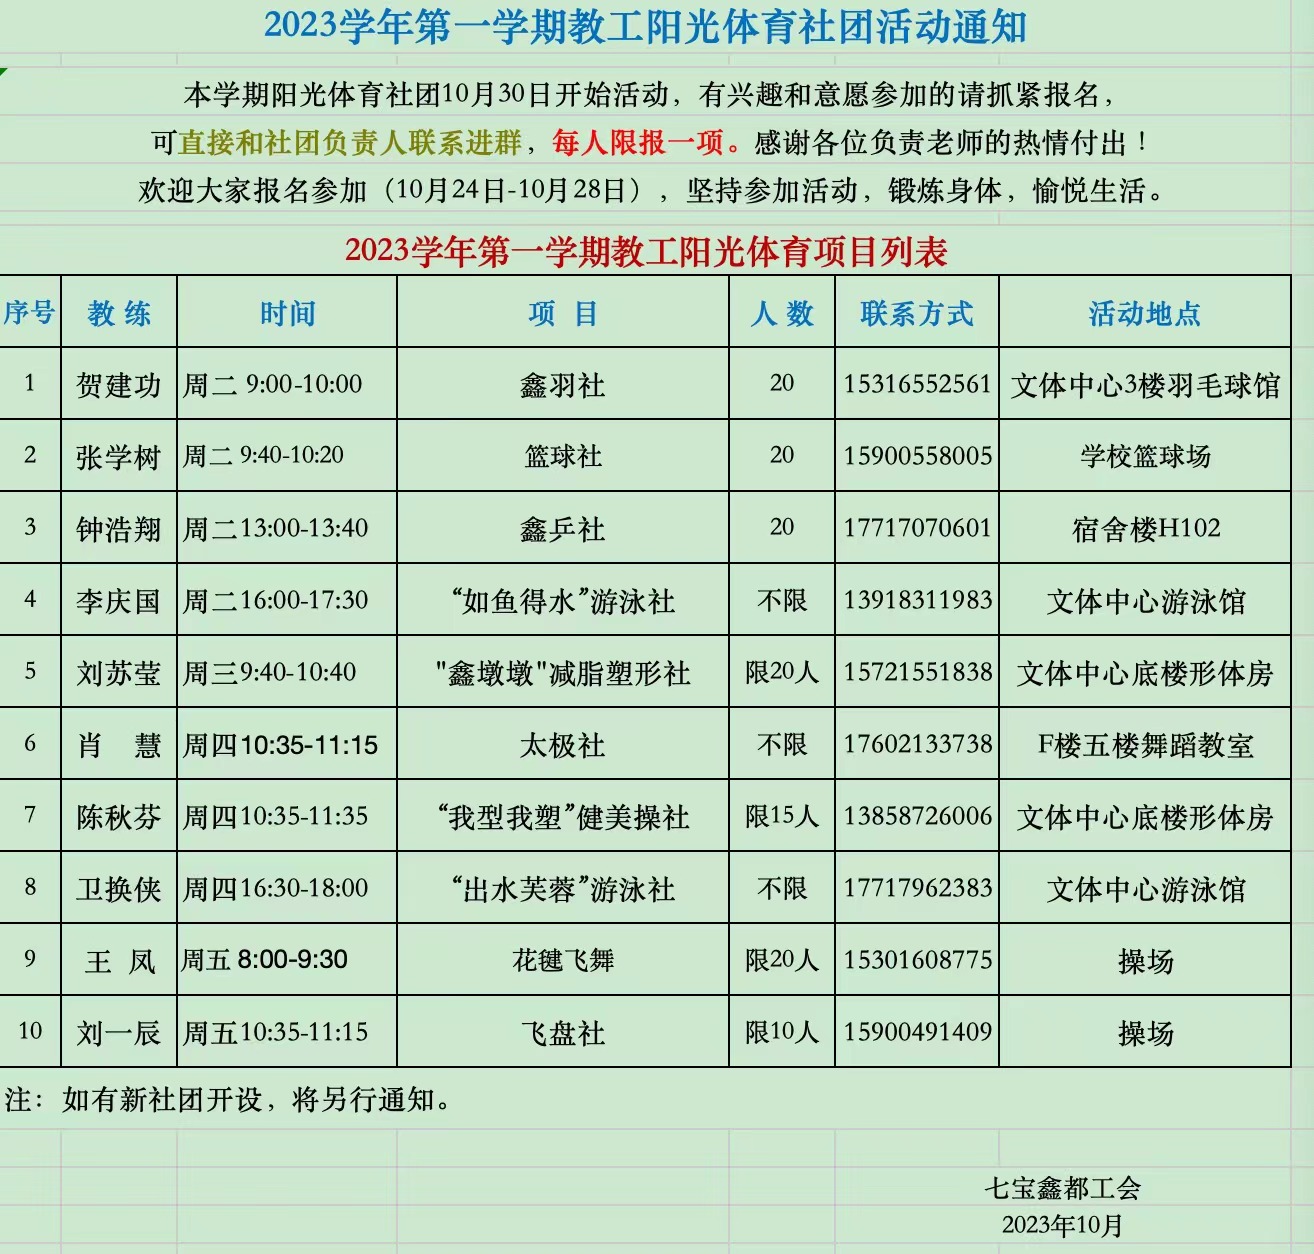 2023学年第一学期教工阳光体育社团活动通知
本学期阳光体育社团10月30日开始活动，有兴趣和意愿参加的请抓紧报名，
可直接和社团负责人联系进群，每人限报一项。感谢各位负责老师的热情付出！
欢迎大家报名参加（10月24日-10月28日），坚持参加活动，锻炼身体，愉悦生活。
2023学年第一学期教工阳光体育项目列表
序号 教 练 时间 项 目 人 数 联系方式 活动地点
1 贺建功 周二 9:00-10:00 鑫羽社 20 15316552561 文体中心3楼羽毛球馆
2 张学树 周二 9:40-10:20 篮球社 20 15900558005 学校篮球场
3 钟浩翔 周二13:00-13:40 鑫乒社 20 17717070601 宿舍楼H102
4 李庆国 周二16:00-17:30 “如鱼得水”游泳社 不限 13918311983 文体中心游泳馆
5 刘苏莹 周三9:40-10:40 "鑫墩墩"减脂塑形社 限20人 15721551838 文体中心底楼形体房
6 肖 慧 周四10:35-11:15 太极社 不限 17602133738 F楼五楼舞蹈教室
7 陈秋芬 周四10:35-11:35 “我型我塑”健美操社 限15人 13858726006 文体中心底楼形体房
8 卫换侠 周四16:30-18:00 “出水芙蓉”游泳社 不限 17717962383 文体中心游泳馆
9 王 凤 周五 8:00-9:30 花毽飞舞 限20人 15301608775 操场
10 刘一辰 周五10:35-11:15 飞盘社 限10人 15900491409 操场
注：如有新社团开设，将另行通知。
七宝鑫都工会
2023年10月